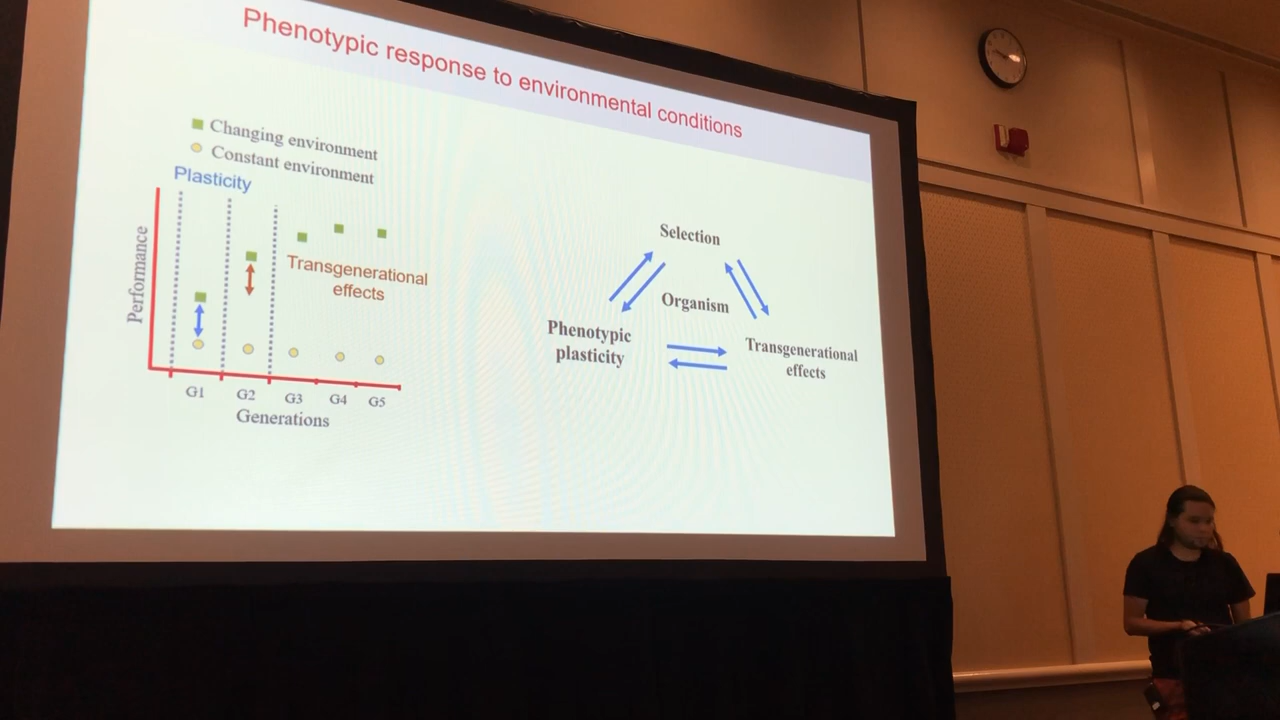 Phenotypic response to environmental conditions
Changing environment
Constant environment
Plasticity
Performance
Transgenerational
effects
G1 G2 G3 G4 G5
Generations
Selection
Organism
Phenotypic
plasticity
Transgenerational
effects